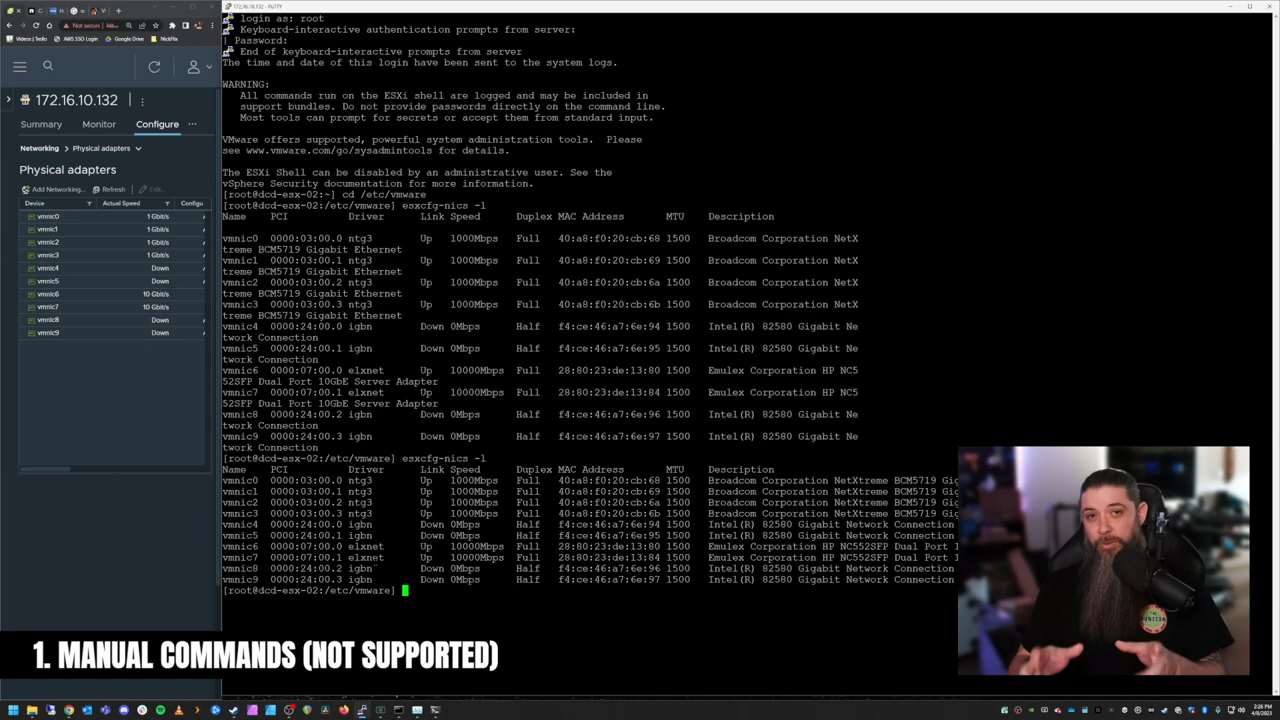 172.16.10.132 - PuTTY
login as: root
Keyboard-interactive authentication prompts from server:
| Password:
End of keyboard-interactive prompts from server
The time and date of this login have been sent to the system logs.
WARNING:
All commands run on the ESXi shell are logged and may be included in
support bundles. Do not provide passwords directly on the command line.
Most tools can prompt for secrets or accept them from standard input.
VMware offers supported, powerful system administration tools.  Please
see www.vmware.com/go/sysadmintools for details.
The ESXi Shell can be disabled by an administrative user. See the
vSphere Security documentation for more information.
[root@dcd-esx-02:~] cd /etc/vmware
[root@dcd-esx-02:/etc/vmware] esxcfg-nics -l
Name PCI Driver Link Speed Duplex MAC Address MTU Description
vmnic0 0000:03:00.0 ntg3 Up 1000Mbps Full 40:a8:f0:20:cb:68 1500 Broadcom Corporation NetX
treme BCM5719 Gigabit Ethernet
vmnic1 0000:03:00.1 ntg3 Up 1000Mbps Full 40:a8:f0:20:cb:69 1500 Broadcom Corporation NetX
treme BCM5719 Gigabit Ethernet
vmnic2 0000:03:00.2 ntg3 Up 1000Mbps Full 40:a8:f0:20:cb:6a 1500 Broadcom Corporation NetX
treme BCM5719 Gigabit Ethernet
vmnic3 0000:03:00.3 ntg3 Up 1000Mbps Full 40:a8:f0:20:cb:6b 1500 Broadcom Corporation NetX
treme BCM5719 Gigabit Ethernet
vmnic4 0000:24:00.0 igbn Down 0Mbps Half f4:ce:46:a7:6e:94 1500 Intel(R) 82580 Gigabit Ne
twork Connection
vmnic5 0000:24:00.1 igbn Down 0Mbps Half f4:ce:46:a7:6e:95 1500 Intel(R) 82580 Gigabit Ne
twork Connection
vmnic6 0000:07:00.0 elxnet Up 10000Mbps Full 28:80:23:de:13:80 1500 Emulex Corporation HP NC5
52SFP Dual Port 10GbE Server Adapter
vmnic7 0000:07:00.1 elxnet Up 10000Mbps Full 28:80:23:de:13:84 1500 Emulex Corporation HP NC5
52SFP Dual Port 10GbE Server Adapter
vmnic8 0000:24:00.2 igbn Down 0Mbps Half f4:ce:46:a7:6e:96 1500 Intel(R) 82580 Gigabit Ne
twork Connection
vmnic9 0000:24:00.3 igbn Down 0Mbps Half f4:ce:46:a7:6e:97 1500 Intel(R) 82580 Gigabit Ne
twork Connection
[root@dcd-esx-02:/etc/vmware] esxcfg-nics -l
Name PCI Driver Link Speed Duplex MAC Address MTU Description
vmnic0 0000:03:00.0 ntg3 Up 1000Mbps Full 40:a8:f0:20:cb:68 1500 Broadcom Corporation NetXtreme BCM5719 Gig
vmnic1 0000:03:00.1 ntg3 Up 1000Mbps Full 40:a8:f0:20:cb:69 1500 Broadcom Corporation NetXtreme BCM5719 Gig
vmnic2 0000:03:00.2 ntg3 Up 1000Mbps Full 40:a8:f0:20:cb:6a 1500 Broadcom Corporation NetXtreme BCM5719 Gig
vmnic3 0000:03:00.3 ntg3 Up 1000Mbps Full 40:a8:f0:20:cb:6b 1500 Broadcom Corporation NetXtreme BCM5719 Gig
vmnic4 0000:24:00.0 igbn Down 0Mbps Half f4:ce:46:a7:6e:94 1500 Intel(R) 82580 Gigabit Network Connection
vmnic5 0000:24:00.1 igbn Down 0Mbps Half f4:ce:46:a7:6e:95 1500 Intel(R) 82580 Gigabit Network Connection
vmnic6 0000:07:00.0 elxnet Up 10000Mbps Full 28:80:23:de:13:80 1500 Emulex Corporation HP NC552SFP Dual Port
vmnic7 0000:07:00.1 elxnet Up 10000Mbps Full 28:80:23:de:13:84 1500 Emulex Corporation HP NC552SFP Dual Port
vmnic8 0000:24:00.2 igbn Down 0Mbps Half f4:ce:46:a7:6e:96 1500 Intel(R) 82580 Gigabit Network Connection
vmnic9 0000:24:00.3 igbn Down 0Mbps Half f4:ce:46:a7:6e:97 1500 Intel(R) 82580 Gigabit Network Connection
[root@dcd-esx-02:/etc/vmware]
Not secure
Videos | Trello AWS SSO Login Google Drive NickFlix
172.16.10.132
Summary Monitor Configure
Networking > Physical adapters
Physical adapters
Add Networking... Refresh Edit...
Device Actual Speed Configu
vmnic0 1 Gbit/s
vmnic1 1 Gbit/s
vmnic2 1 Gbit/s
vmnic3 1 Gbit/s
vmnic4 Down
vmnic5 Down
vmnic6 10 Gbit/s
vmnic7 10 Gbit/s
vmnic8 Down
vmnic9 Down
1. MANUAL COMMANDS (NOT SUPPORTED)
2:26 PM
4/8/2023